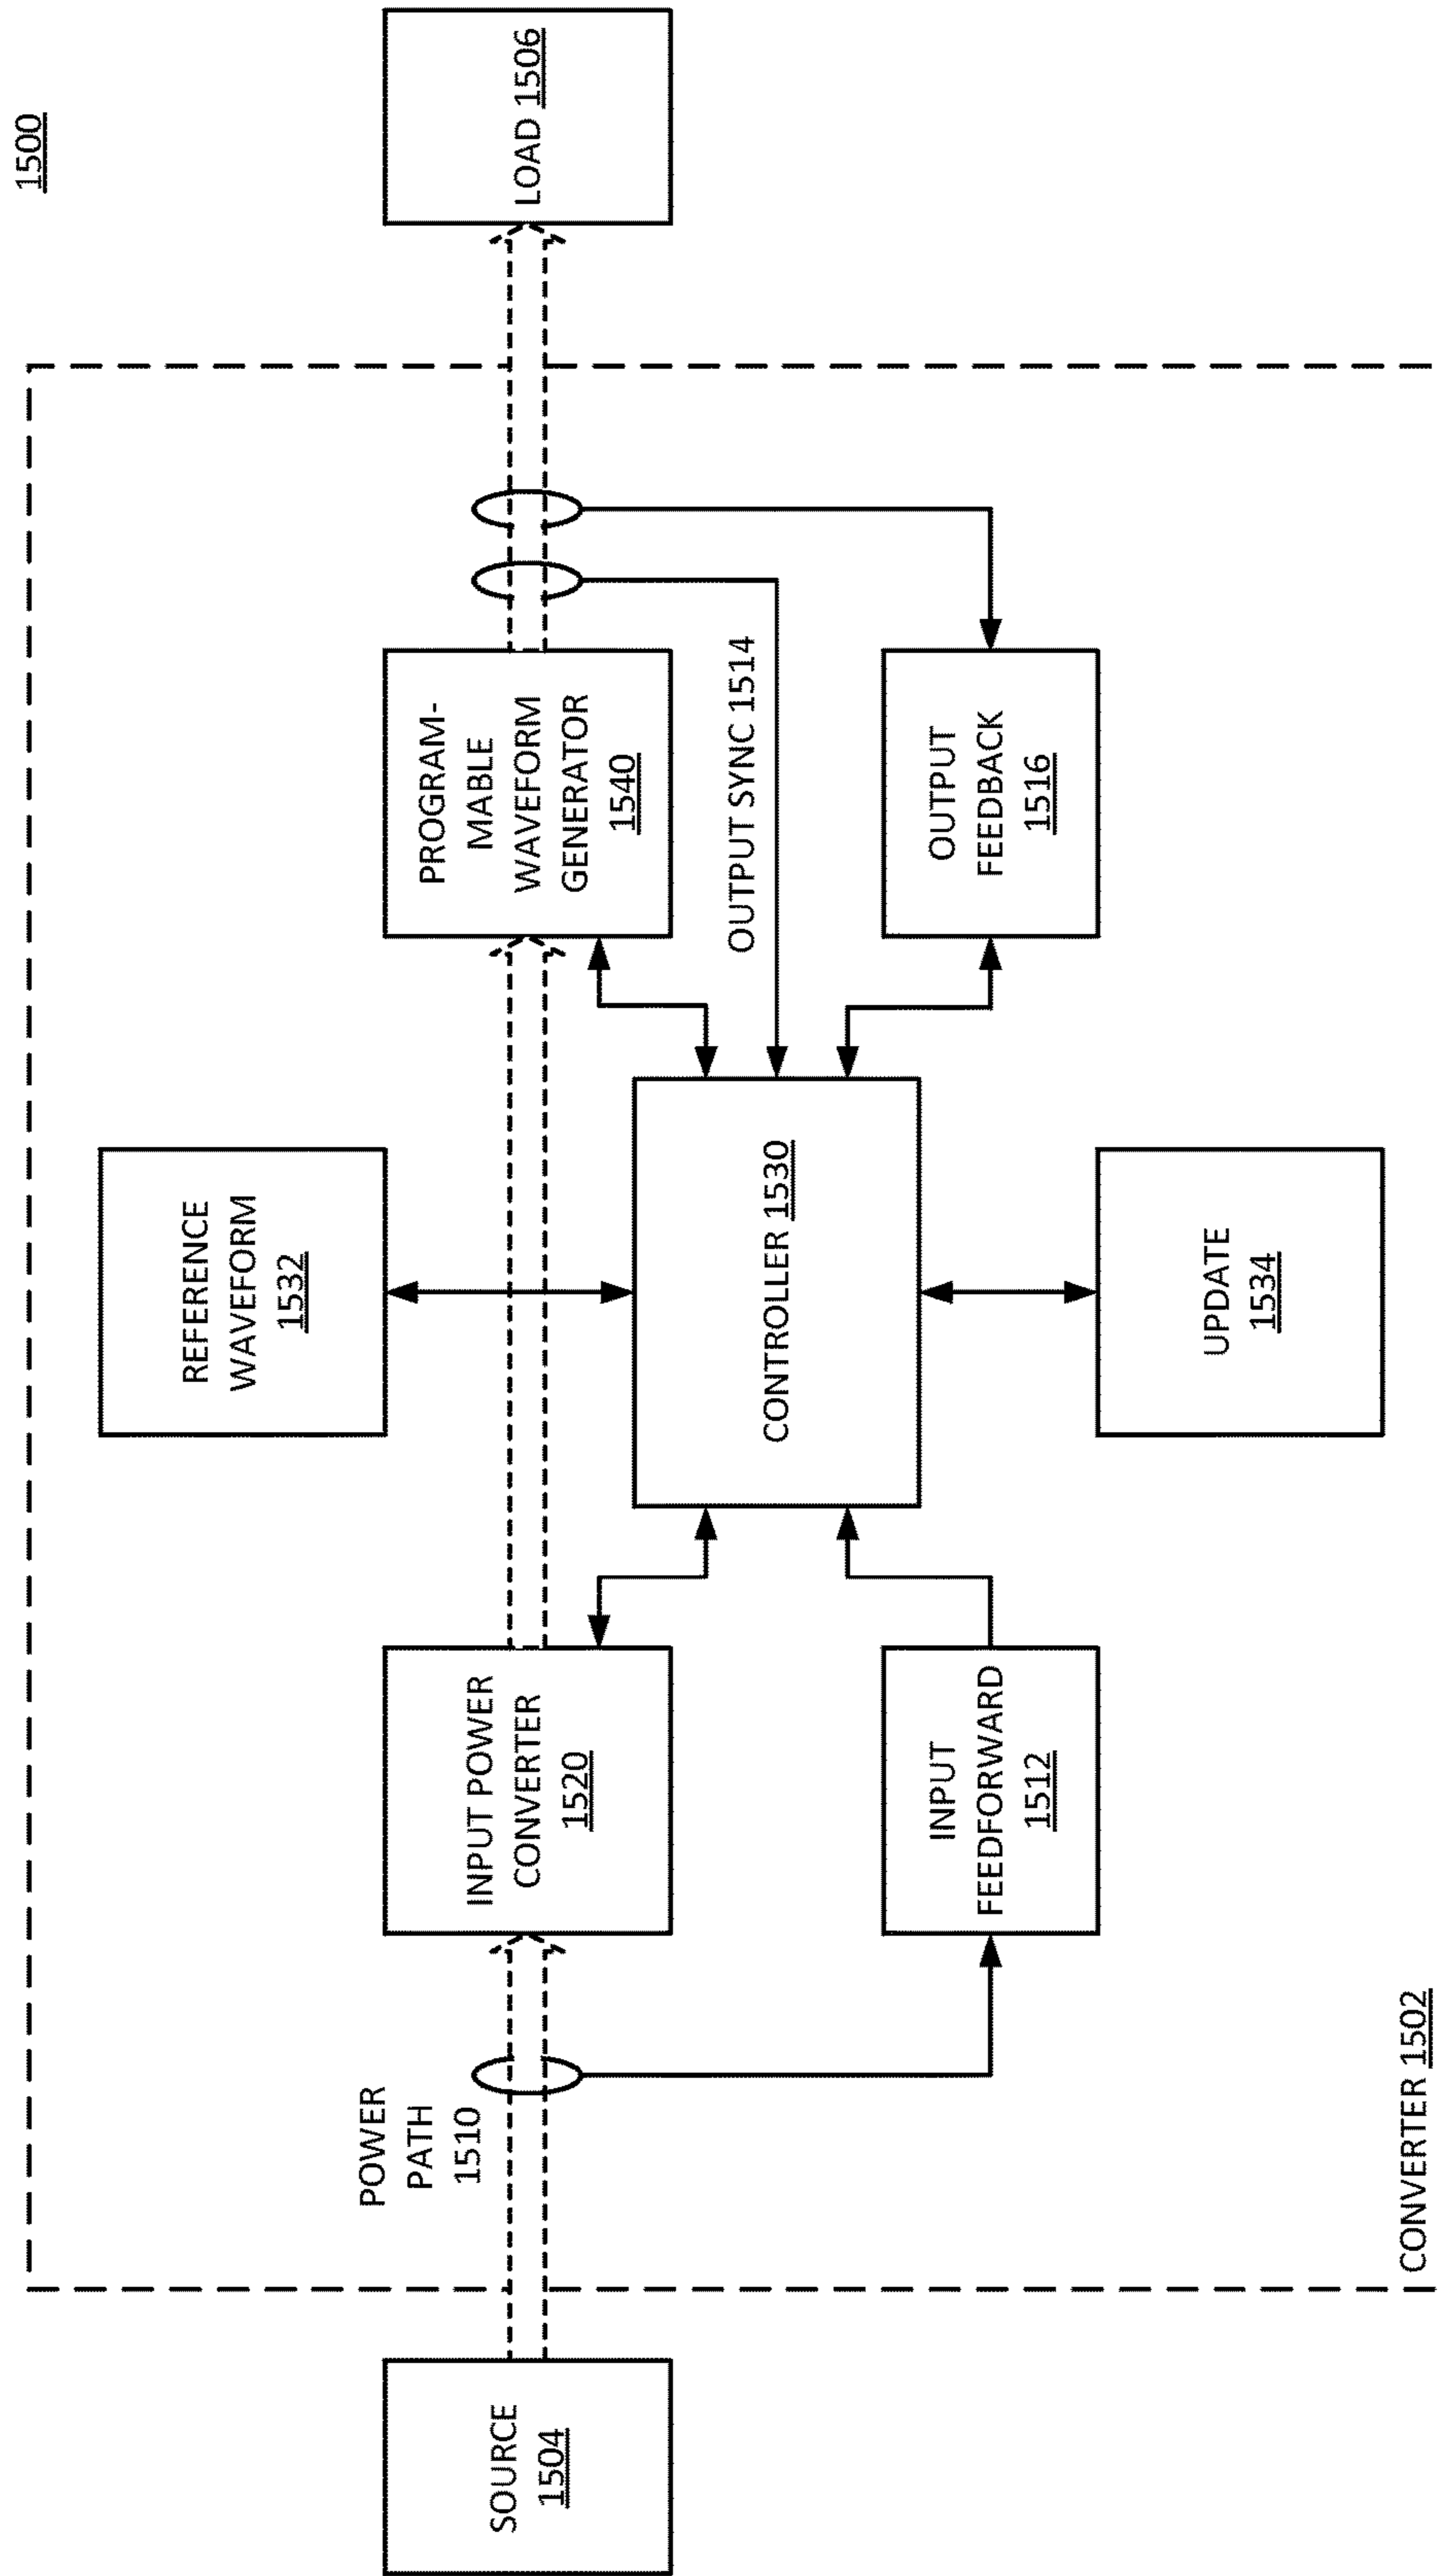 1500
REFERENCE
WAVEFORM
1532
POWER
PATH
1510
SOURCE
1504
INPUT POWER
CONVERTER
1520
PROGRAM-
MABLE
WAVEFORM
GENERATOR
1540
LOAD 1506
OUTPUT SYNC 1514
CONTROLLER 1530
INPUT
FEEDFORWARD
1512
OUTPUT
FEEDBACK
1516
UPDATE
1534
CONVERTER 1502